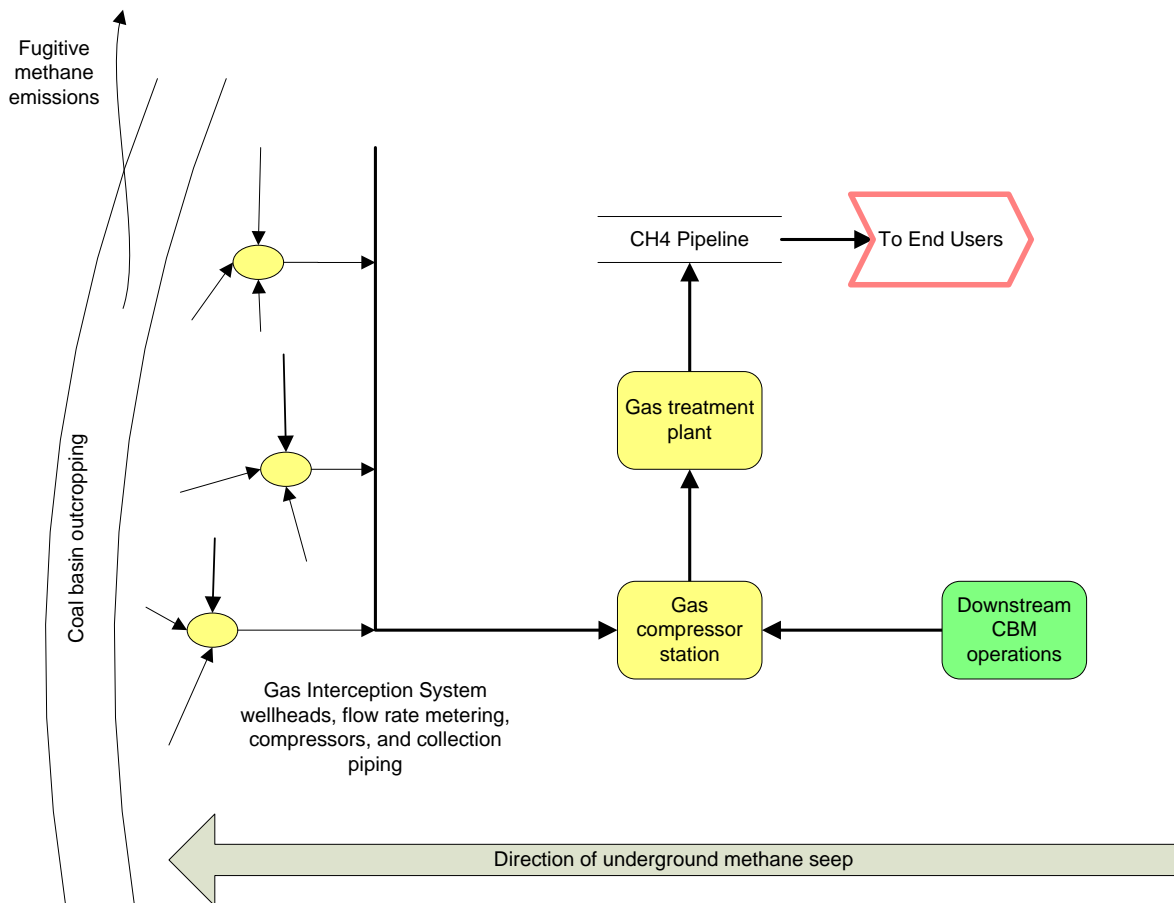 Fugitive
methane
emissions
CH4 Pipeline
To End Users
Gas treatment
plant
Coal basin outcropping
Gas
compressor
station
Downstream
CBM
operations
Gas Interception System
wellheads, flow rate metering,
compressors, and collection
piping
Direction of underground methane seep